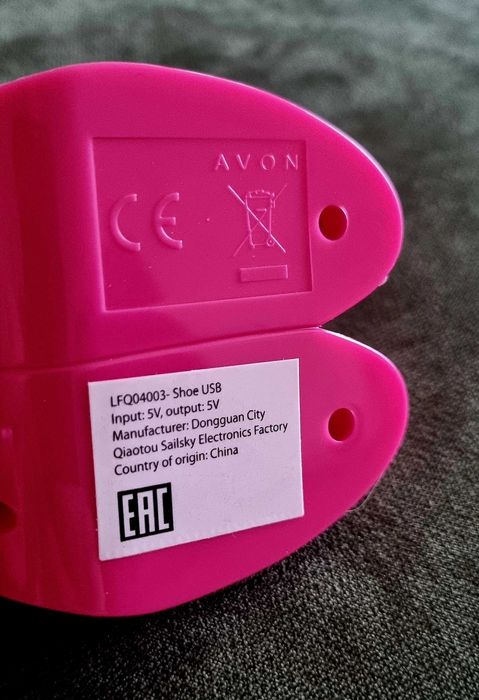 AVON
CE
LFQ04003- Shoe USB
Input: 5V, output: 5V
Manufacturer: Dongguan City
Qiaotou Sailsky Electronics Factory
Country of origin: China
EAC